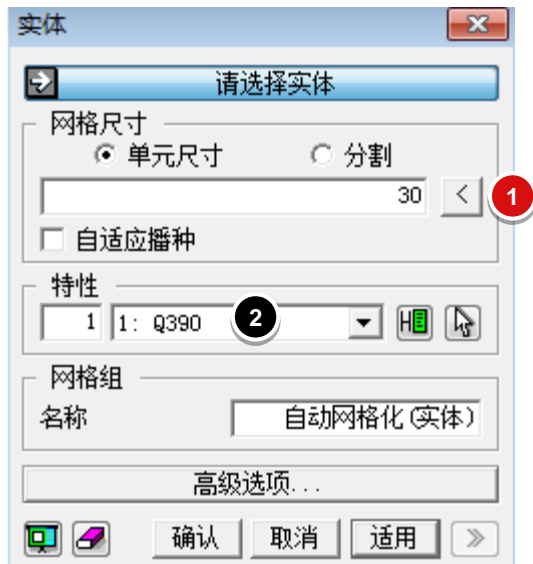 实体
请选择实体
网格尺寸
单元尺寸 分割
30 < 1
自适应播种
特性
1 1: Q390 2
网格组
名称 自动网格化(实体)
高级选项...
确认 取消 适用 >>